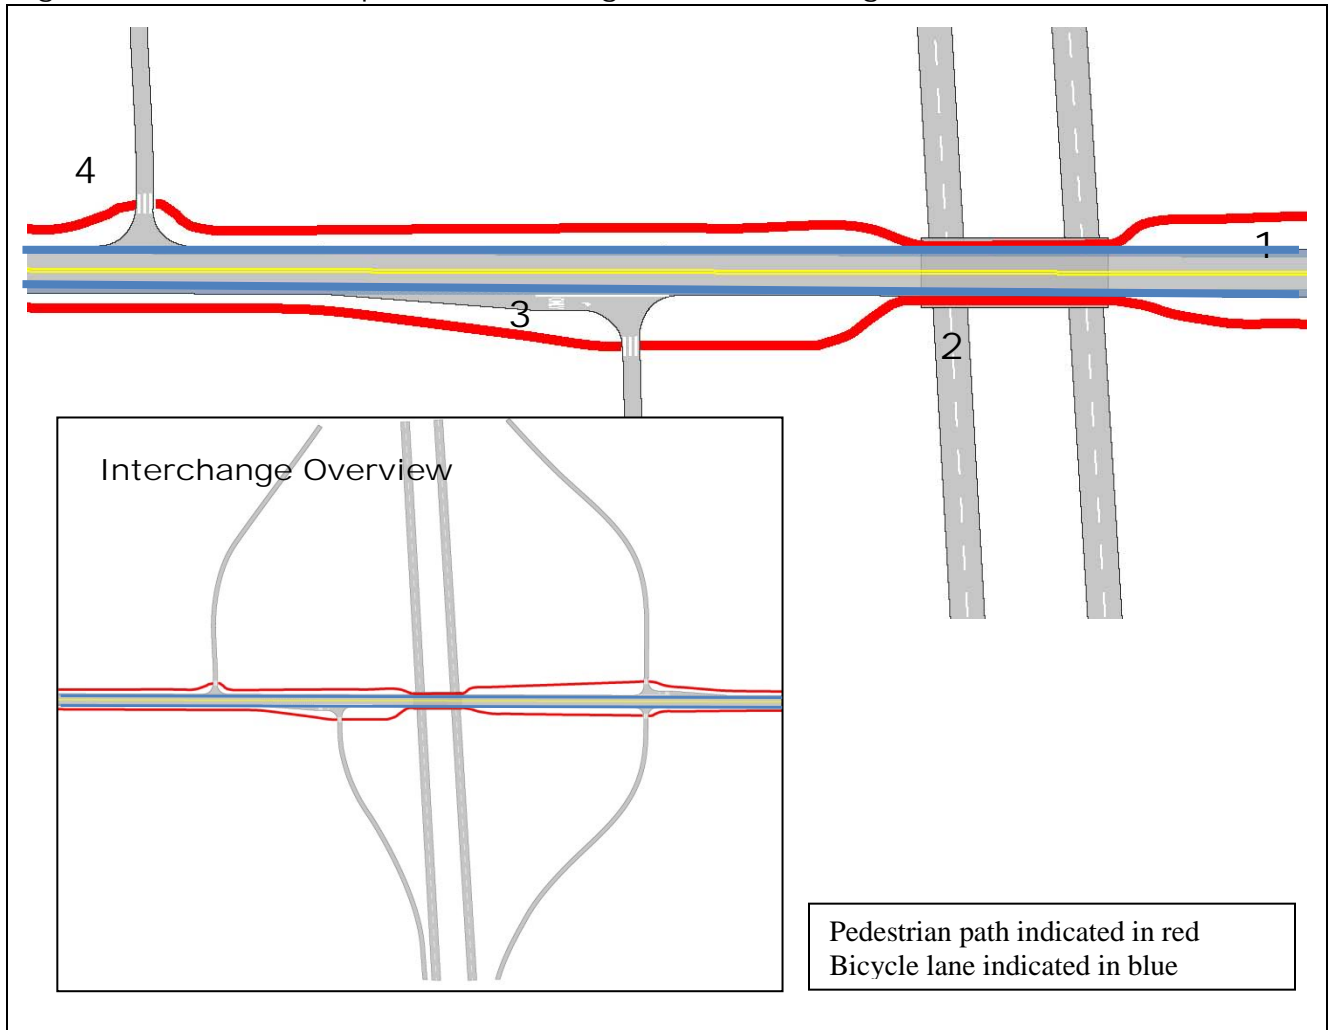 4
1
3
2
Interchange Overview
Pedestrian path indicated in red
Bicycle lane indicated in blue